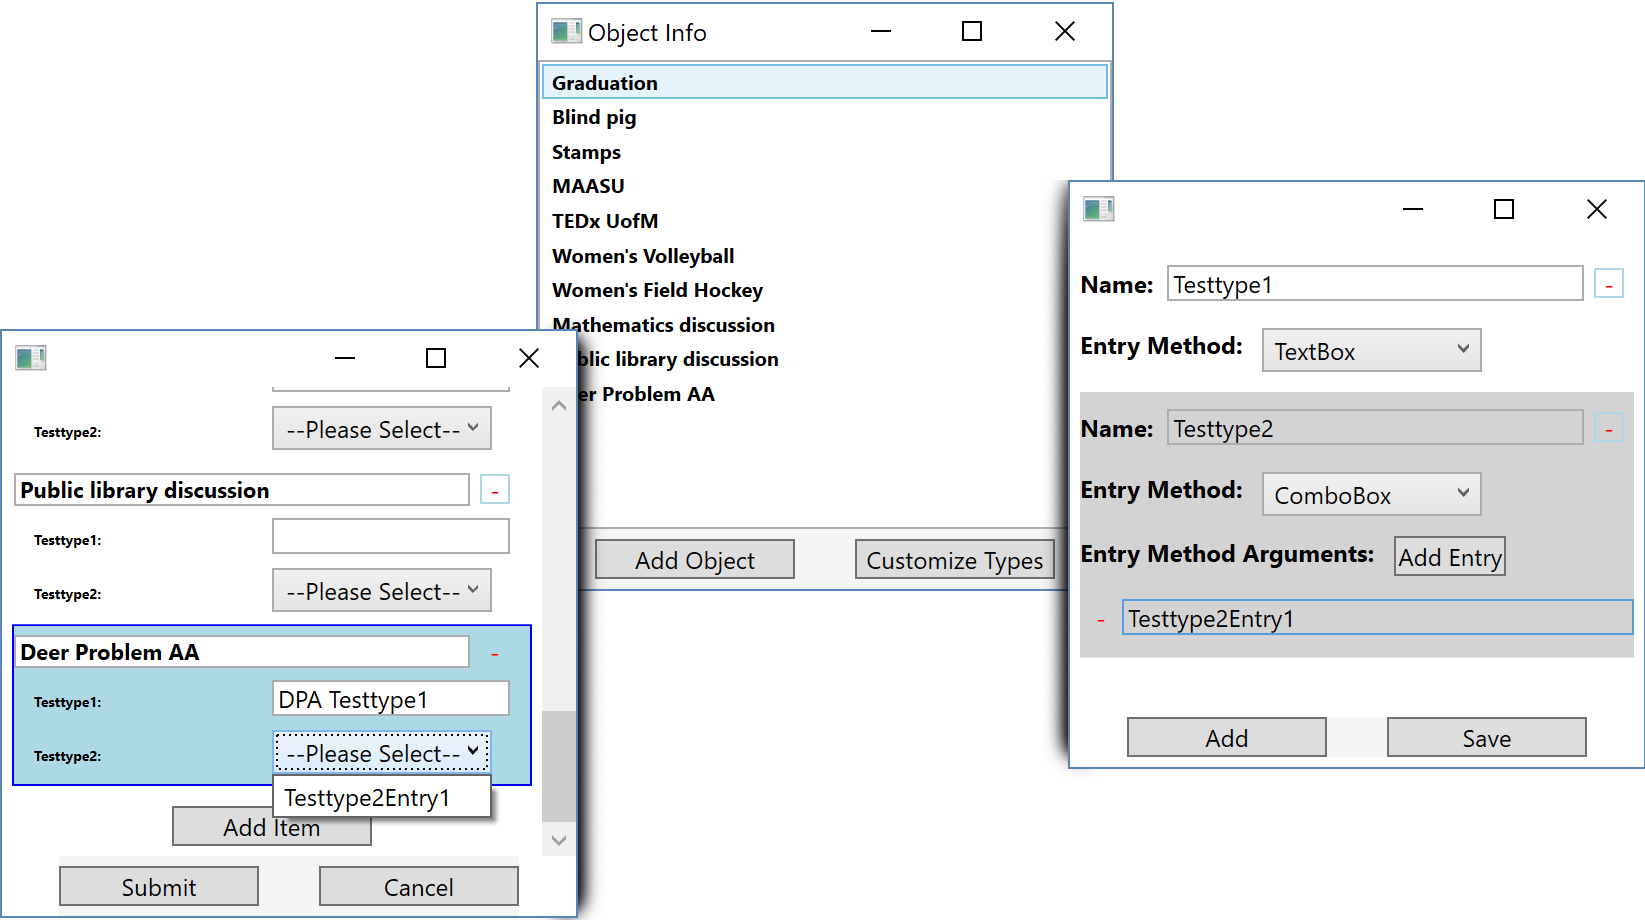 Object Info
Graduation
Blind pig
Stamps
MAASU
TEDx UofM
Women's Volleyball
Women's Field Hockey
Mathematics discussion
blic library discussion
er Problem AA
Add Object
Customize Types
Testtype2:
--Please Select--
Public library discussion
-
Testtype1:
Testtype2:
--Please Select--
Deer Problem AA
-
Testtype1:
DPA Testtype1
Testtype2:
--Please Select--
Testtype2Entry1
Add Item
Submit
Cancel
Name:
Testtype1
-
Entry Method:
TextBox
Name:
Testtype2
-
Entry Method:
ComboBox
Entry Method Arguments:
Add Entry
-
Testtype2Entry1
Add
Save